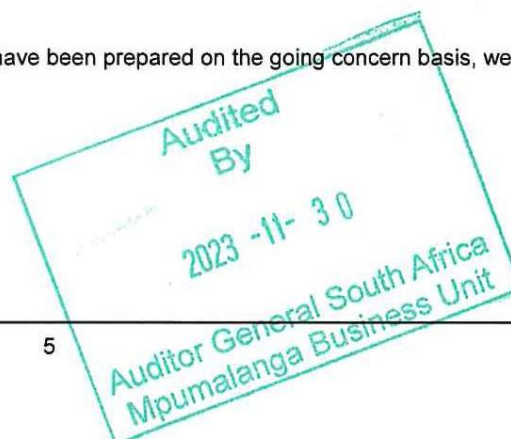 have been prepared on the going concern basis, we
Audited
By
2023 -11- 30
5
Auditor General South Africa
Mpumalanga Business Unit